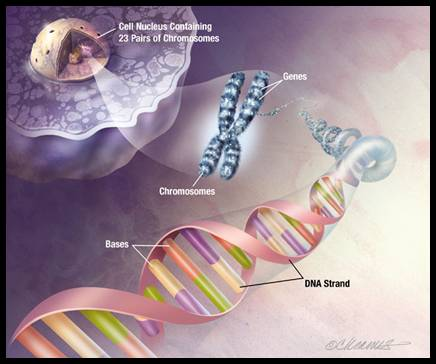 Cell Nucleus Containing
23 Pairs of Chromosomes
Genes
Chromosomes
Bases
DNA Strand